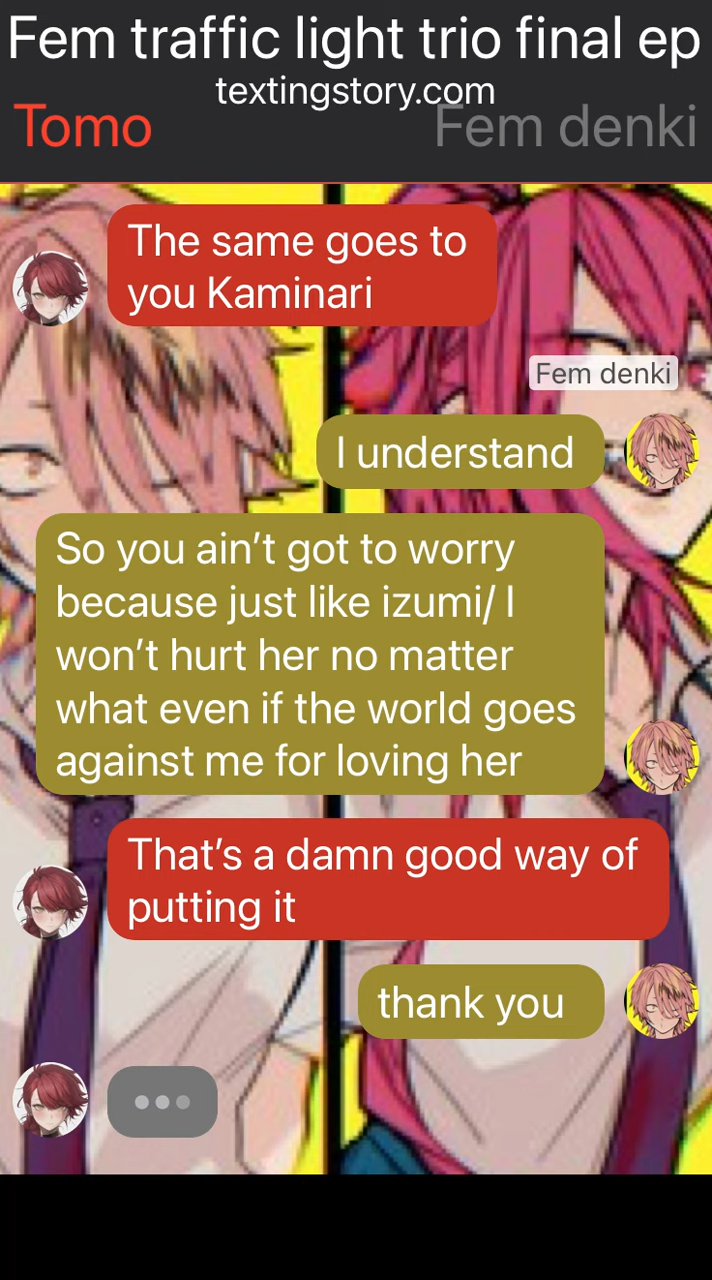 Fem traffic light trio final ep
textingstory.com
Tomo
Fem denki
The same goes to
you Kaminari
Fem denki
I understand
So you ain’t got to worry
because just like izumi/ I
won’t hurt her no matter
what even if the world goes
against me for loving her
That’s a damn good way of
putting it
thank you